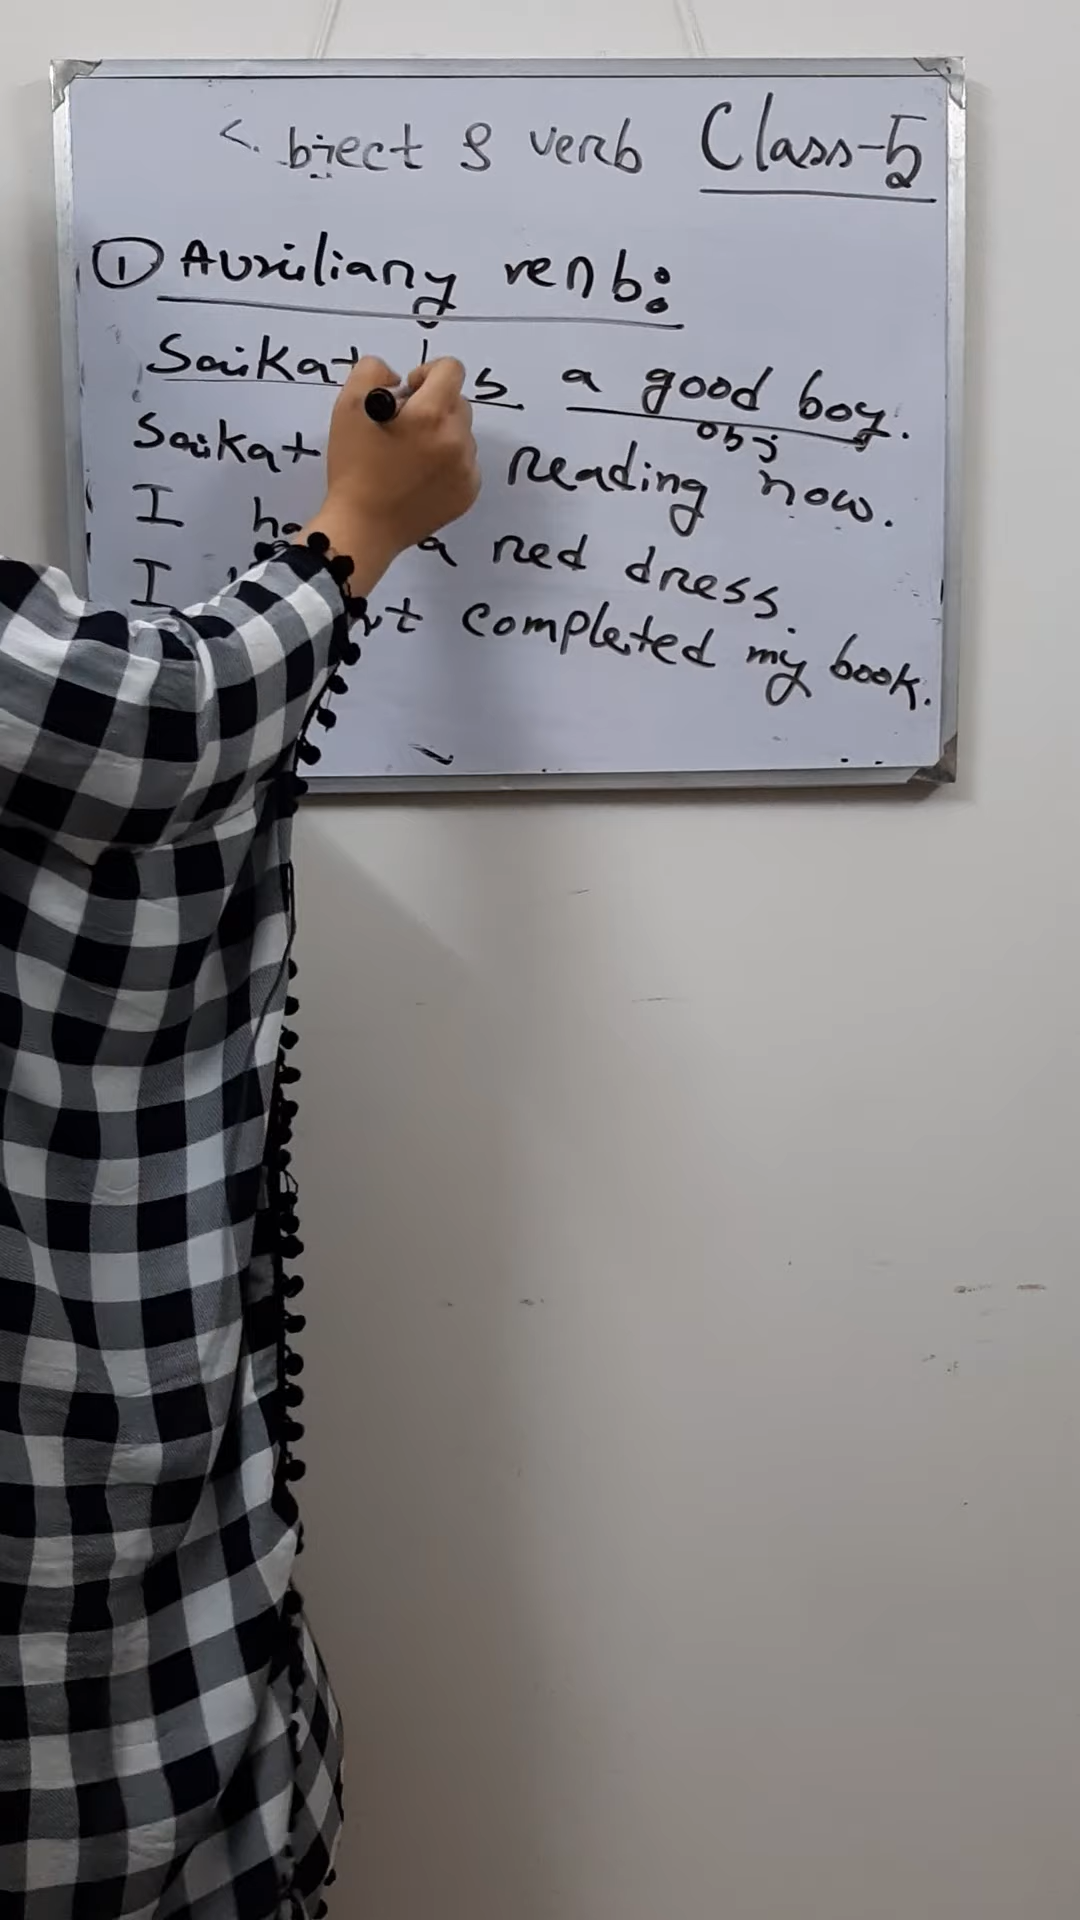 bject & verb Class-5
① Auxiliary verb:
Saikat is a good boy.
obj
Saikat reading now.
I a red dress.
I completed my book.